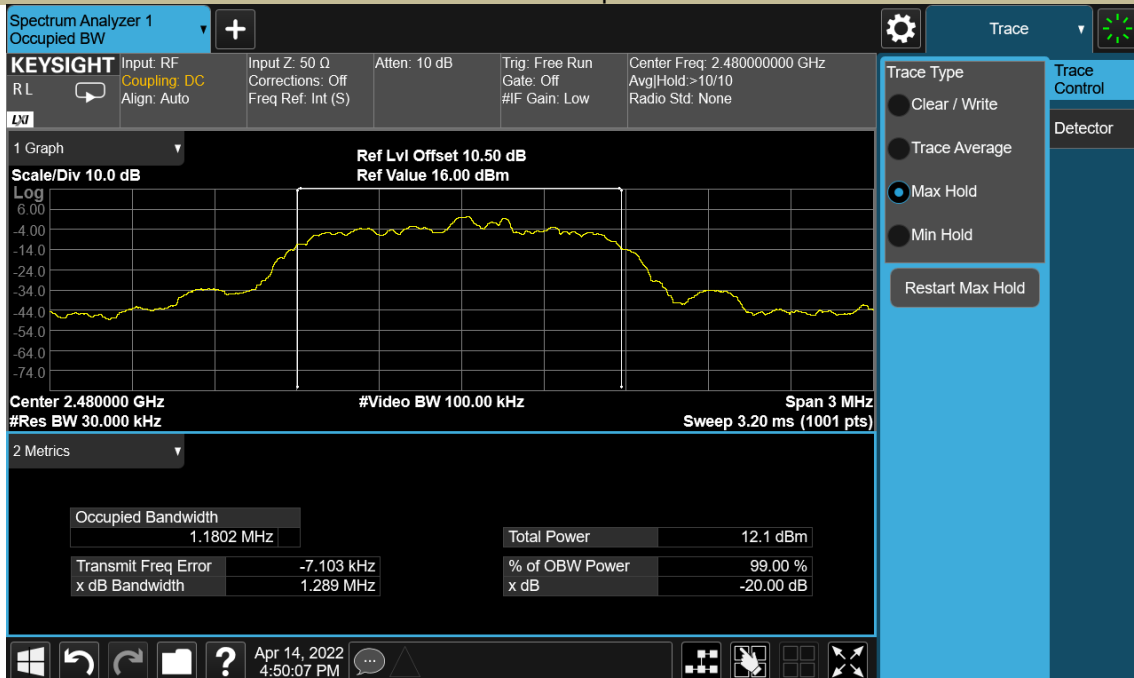 Spectrum Analyzer 1
Occupied BW
+
Trace
KEYSIGHT
R L
LXI
Input: RF
Coupling: DC
Align: Auto
Input Z: 50 Ω
Corrections: Off
Freq Ref: Int (S)
Atten: 10 dB
Trig: Free Run
Gate: Off
#IF Gain: Low
Center Freq: 2.480000000 GHz
Avg|Hold:>10/10
Radio Std: None
Trace Type
Clear / Write
Trace Average
Max Hold
Min Hold
Restart Max Hold
Trace
Control
Detector
1 Graph
Scale/Div 10.0 dB
Ref Lvl Offset 10.50 dB
Ref Value 16.00 dBm
Log
6.00
-4.00
-14.0
-24.0
-34.0
-44.0
-54.0
-64.0
-74.0
Center 2.480000 GHz
#Video BW 100.00 kHz
Span 3 MHz
#Res BW 30.000 kHz
Sweep 3.20 ms (1001 pts)
2 Metrics
Occupied Bandwidth
1.1802 MHz
Total Power 12.1 dBm
Transmit Freq Error -7.103 kHz
% of OBW Power 99.00 %
x dB Bandwidth 1.289 MHz
x dB -20.00 dB
?
Apr 14, 2022
4:50:07 PM
...